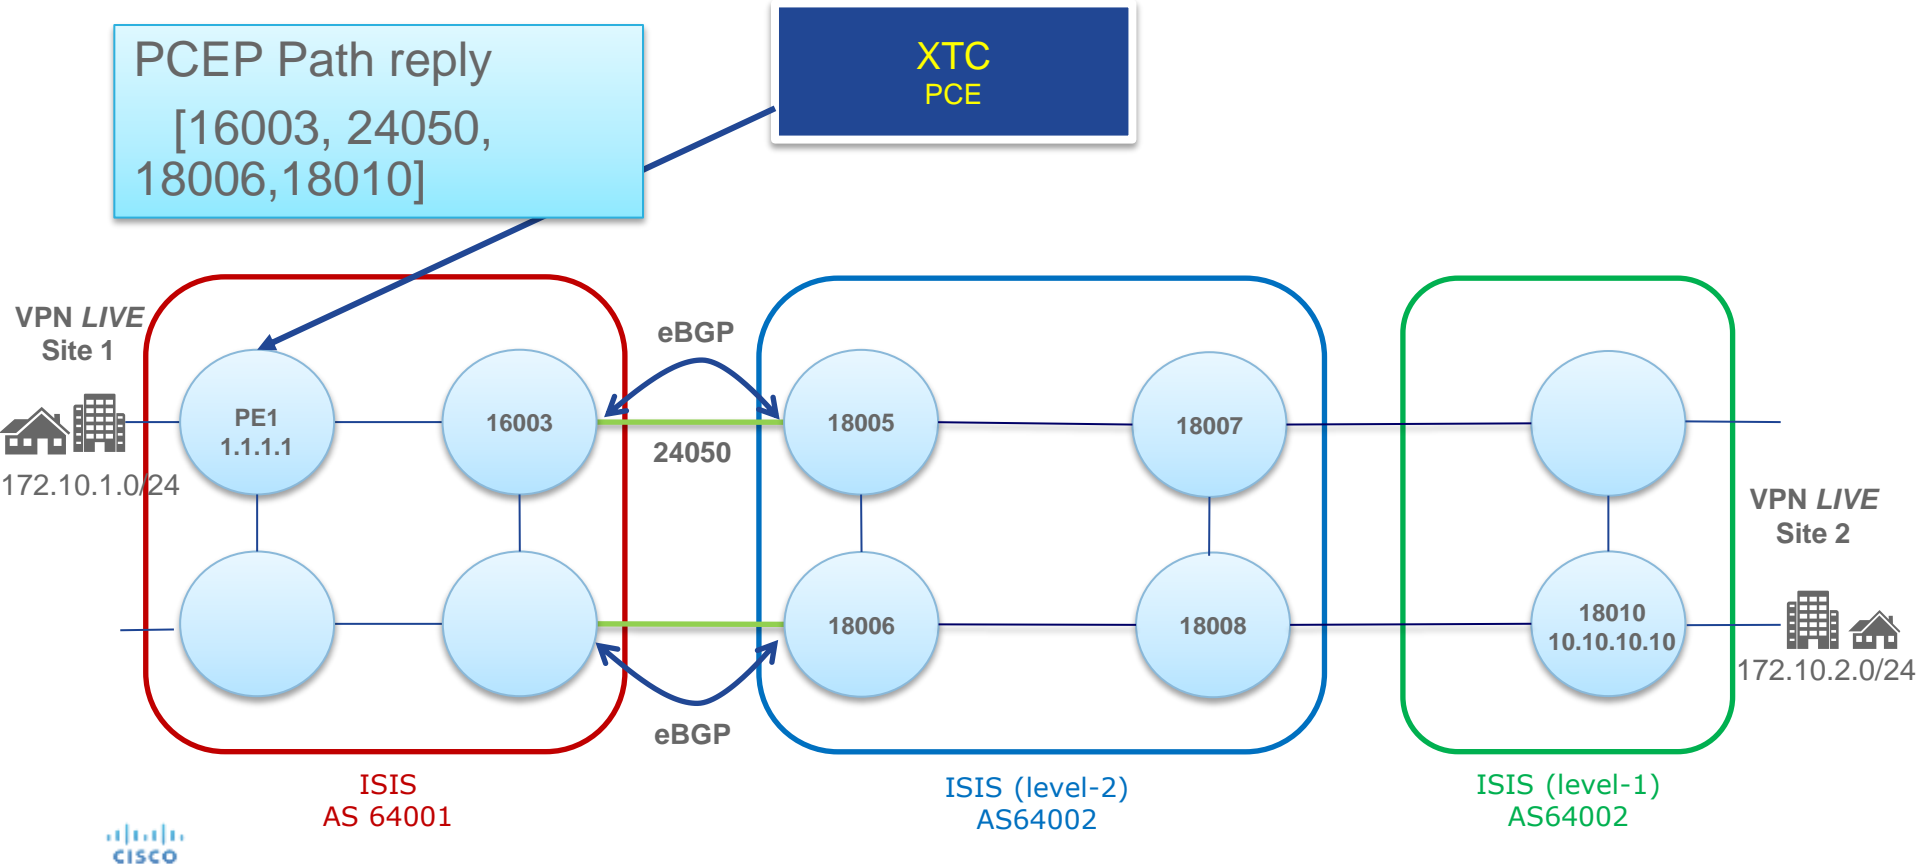 PCEP Path reply
[16003, 24050,
18006,18010]
XTC
PCE
VPN LIVE
Site 1
172.10.1.0/24
PE1
1.1.1.1
16003
eBGP
24050
18005
18007
18006
18008
18010
10.10.10.10
eBGP
VPN LIVE
Site 2
172.10.2.0/24
ISIS
AS 64001
ISIS (level-2)
AS64002
ISIS (level-1)
AS64002
CISCO